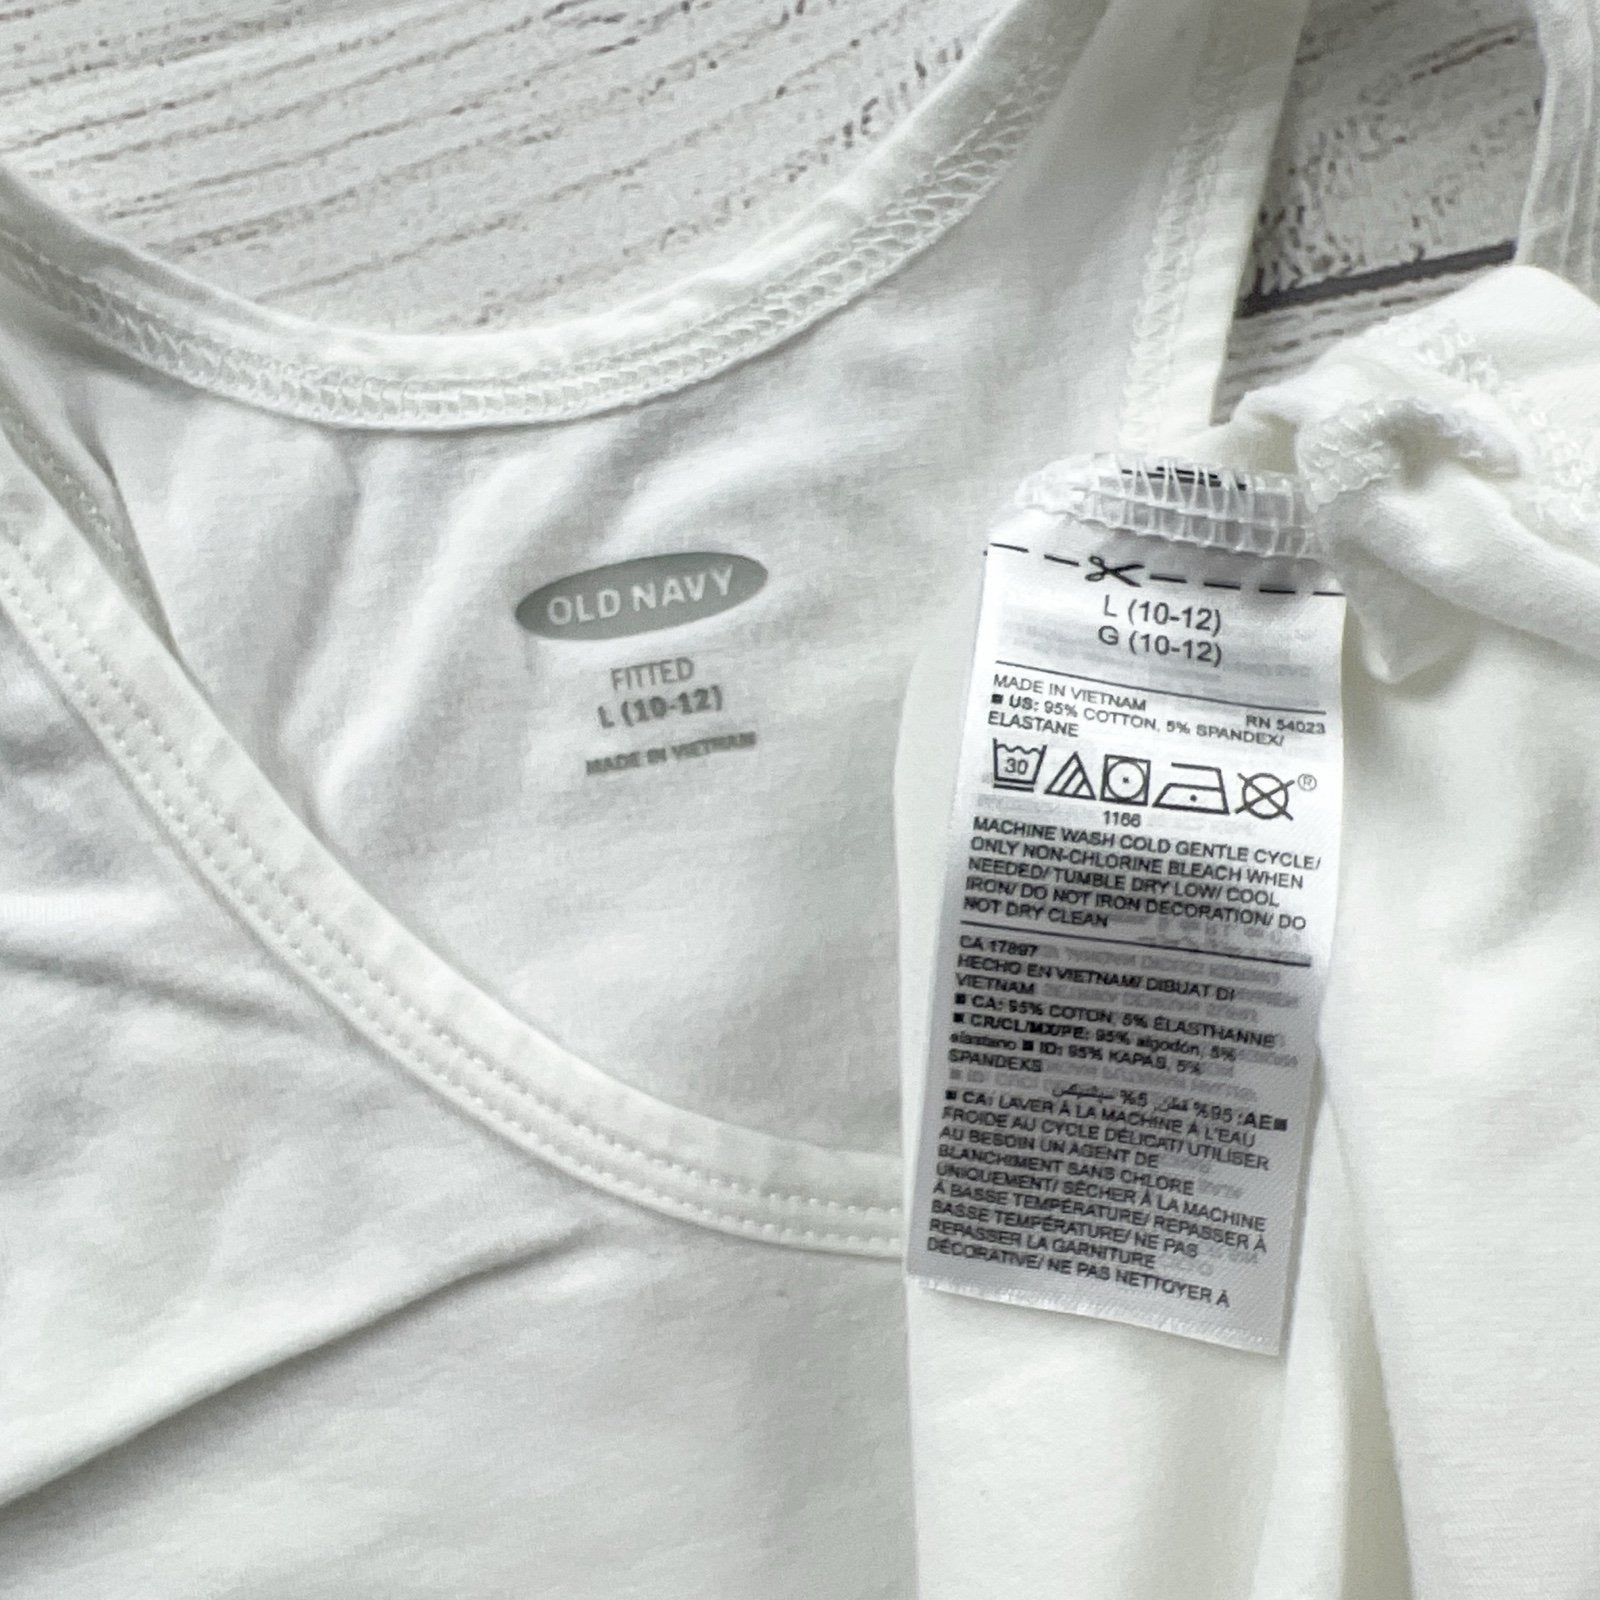 OLD NAVY
FITTED
L (10-12)
MADE IN VIETNAM
L (10-12)
G (10-12)
MADE IN VIETNAM
RN 54023
■ US: 95% COTTON, 5% SPANDEX/
ELASTANE
30
®
1166
MACHINE WASH COLD GENTLE CYCLE/
ONLY NON-CHLORINE BLEACH WHEN
NEEDED/ TUMBLE DRY LOW/ COOL
IRON/ DO NOT IRON DECORATION/ DO
NOT DRY CLEAN
CA 17897
HECHO EN VIETNAM/ DIBUAT DI
VIETNAM
■ CA: 95% COTON, 5% ÉLASTHANNE
■ CR/CL/MX/PE: 95% algodón, 5%
elastano ■ ID: 95% KAPAS, 5%
SPANDEKS
■AE: 95% قطن 5% سباندكس
■ CA: LAVER À LA MACHINE À L'EAU
FROIDE AU CYCLE DÉLICAT/ UTILISER
AU BESOIN UN AGENT DE
BLANCHIMENT SANS CHLORE
UNIQUEMENT/ SÉCHER À LA MACHINE
À BASSE TEMPÉRATURE/ REPASSER À
BASSE TEMPÉRATURE/ NE PAS
REPASSER LA GARNITURE
DÉCORATIVE/ NE PAS NETTOYER À